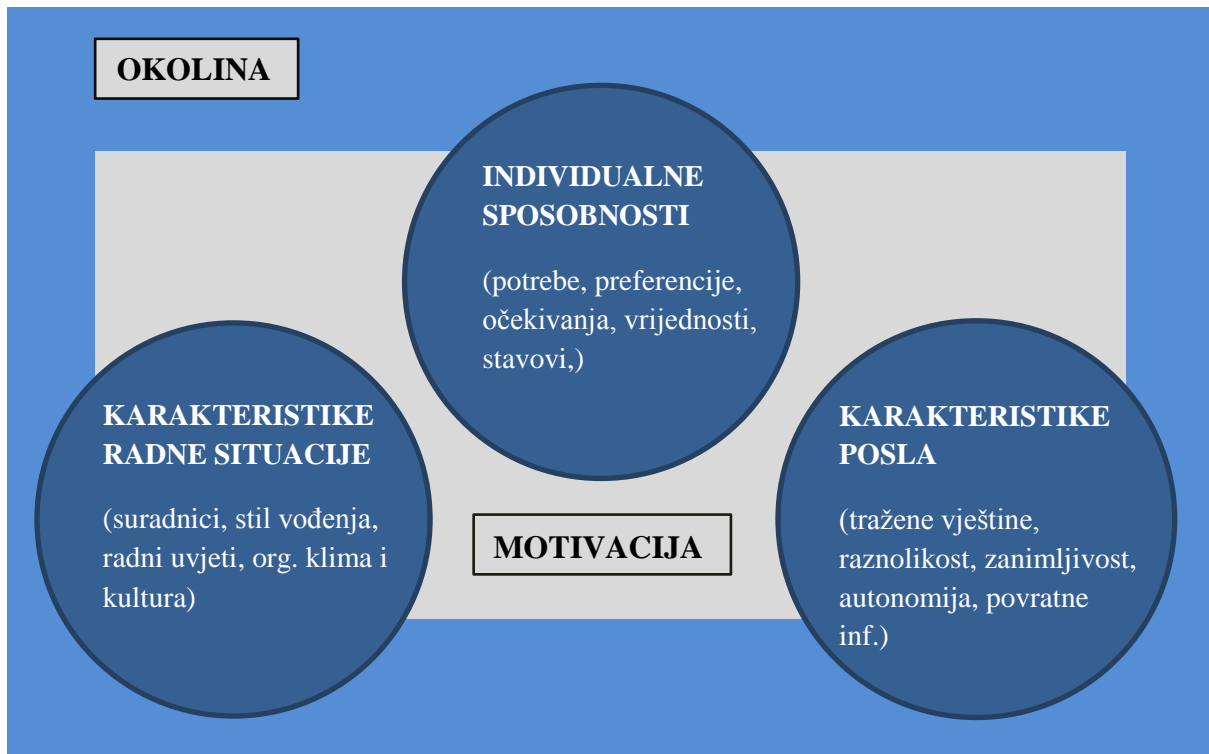 OKOLINA
INDIVIDUALNE
SPOSOBNOSTI
(potrebe, preferencije,
očekivanja, vrijednosti,
stavovi,)
KARAKTERISTIKE
RADNE SITUACIJE
(suradnici, stil vođenja,
radni uvjeti, org. klima i
kultura)
MOTIVACIJA
KARAKTERISTIKE
POSLA
(tražene vještine,
raznolikost, zanimljivost,
autonomija, povratne
inf.)